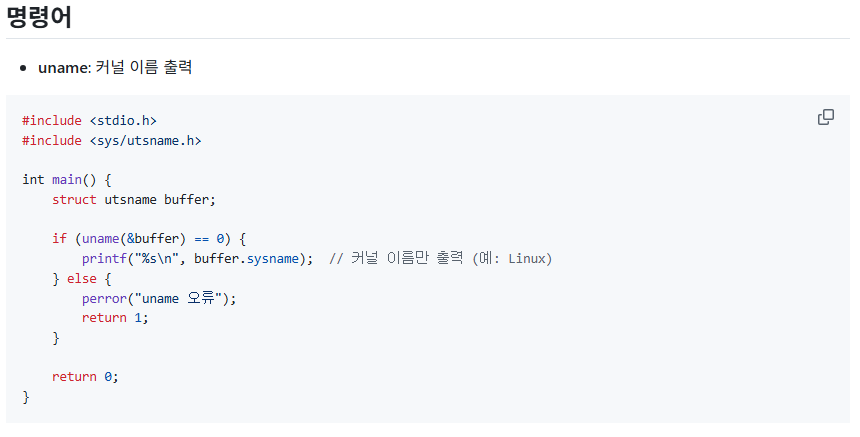 명령어
uname: 커널 이름 출력
#include <stdio.h>
#include <sys/utsname.h>
int main() {
    struct utsname buffer;
    if (uname(&buffer) == 0) {
        printf("%s\n", buffer.sysname);  // 커널 이름만 출력 (예: Linux)
    } else {
        perror("uname 오류");
        return 1;
    }
    return 0;
}